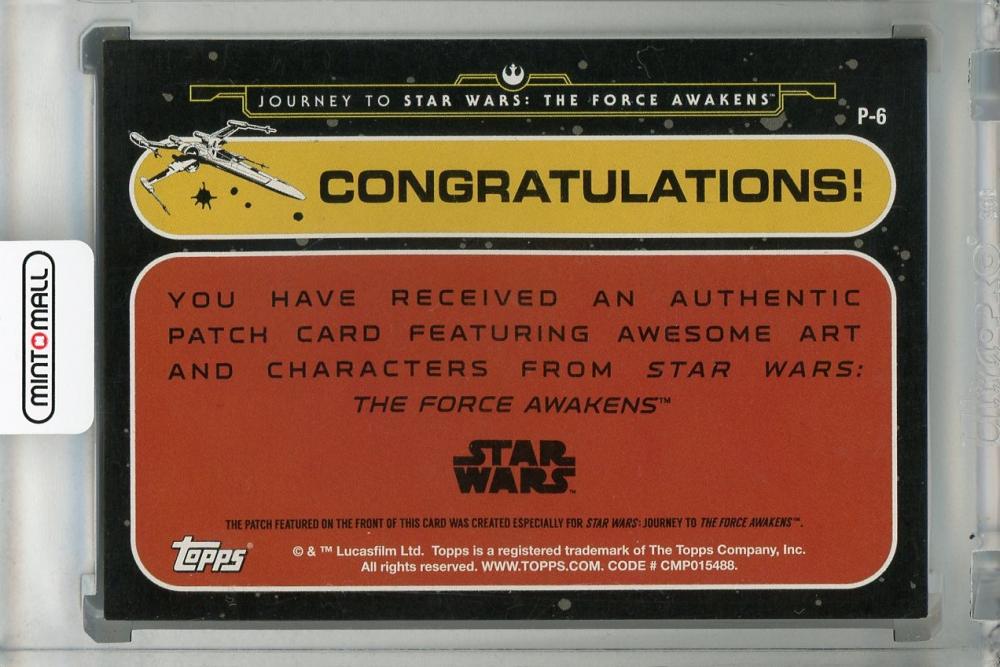 JOURNEY TO STAR WARS: THE FORCE AWAKENS™
P-6
CONGRATULATIONS!
YOU HAVE RECEIVED AN AUTHENTIC
PATCH CARD FEATURING AWESOME ART
AND CHARACTERS FROM STAR WARS:
THE FORCE AWAKENS™
STAR
WARS™
THE PATCH FEATURED ON THE FRONT OF THIS CARD WAS CREATED ESPECIALLY FOR STAR WARS: JOURNEY TO THE FORCE AWAKENS™.
TOPPS®
© & ™ Lucasfilm Ltd. Topps is a registered trademark of The Topps Company, Inc.
All rights reserved. WWW.TOPPS.COM. CODE # CMP015488.
MINTOMALL